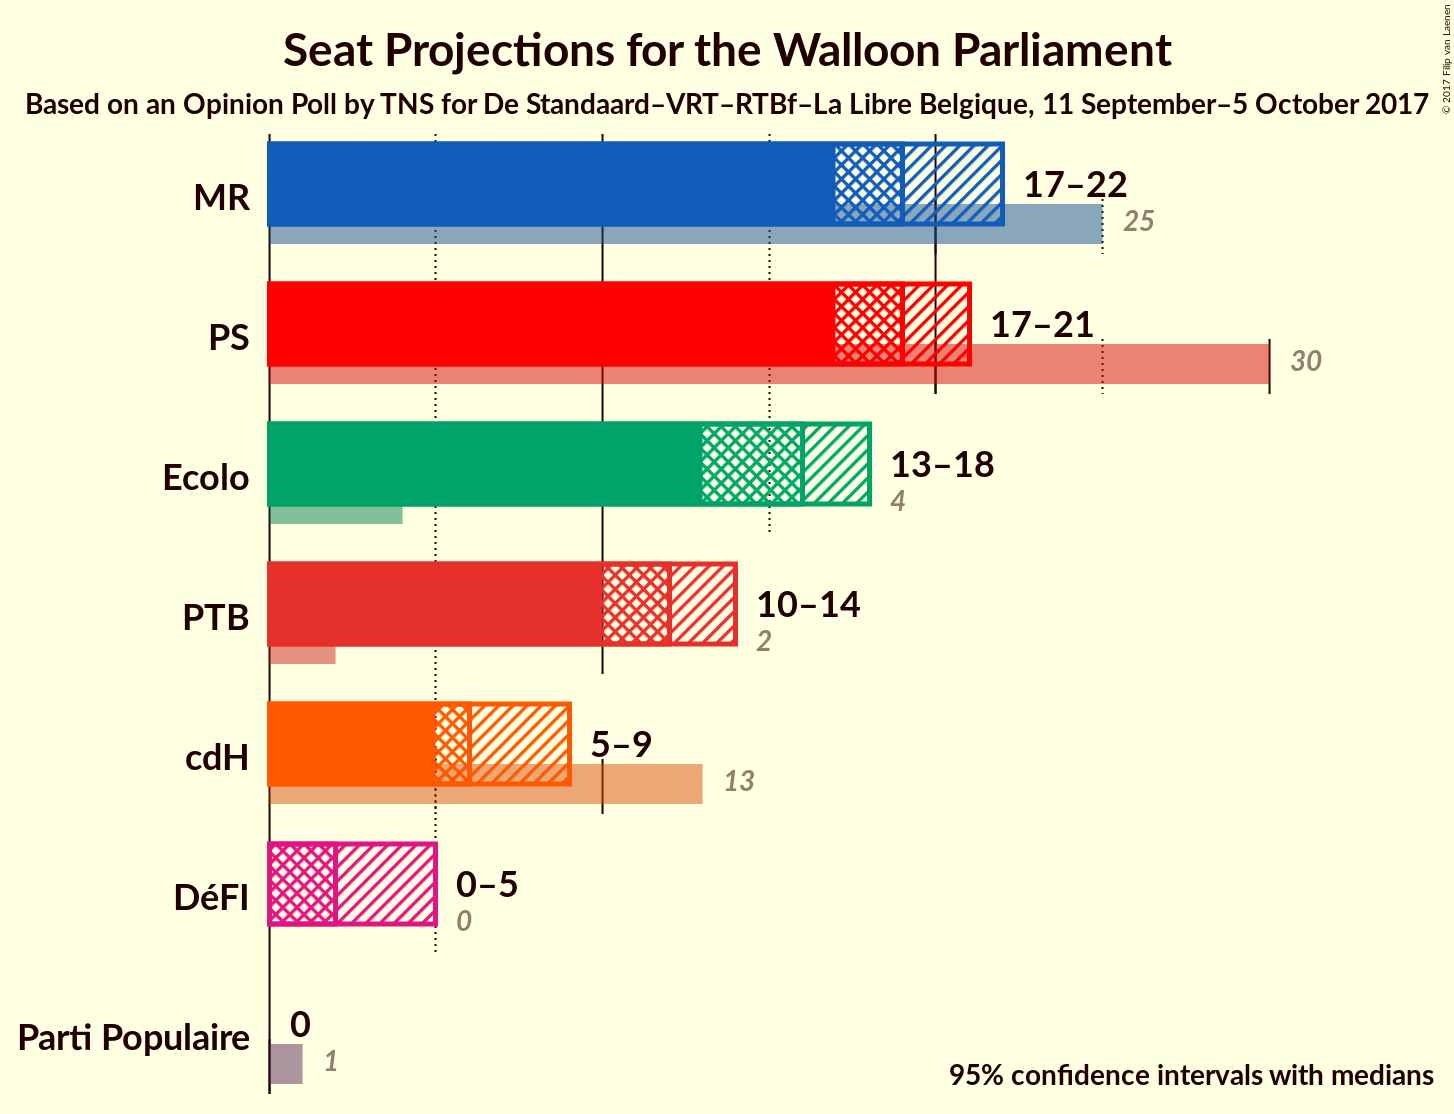 Seat Projections for the Walloon Parliament
Based on an Opinion Poll by TNS for De Standaard–VRT–RTBf–La Libre Belgique, 11 September–5 October 2017
© 2017 Filip van Laenen
MR
17–22
25
PS
17–21
30
Ecolo
13–18
4
PTB
10–14
2
cdH
5–9
13
DéFI
0–5
0
Parti Populaire
0
1
95% confidence intervals with medians